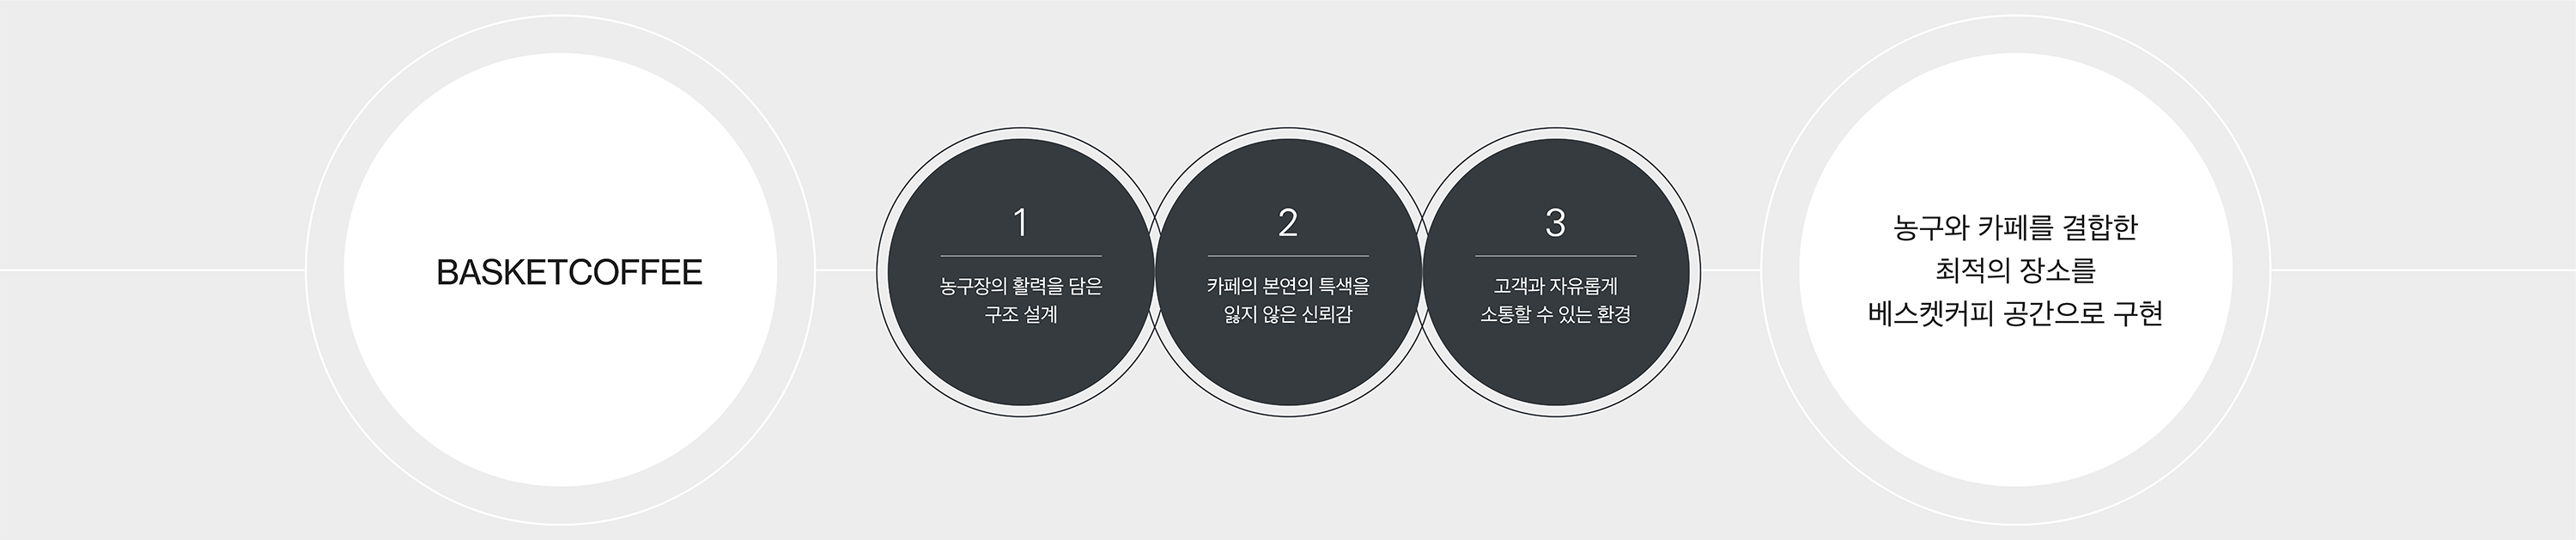 BASKETCOFFEE
1
농구장의 활력을 담은
구조 설계
2
카페의 본연의 특색을
잃지 않은 신뢰감
3
고객과 자유롭게
소통할 수 있는 환경
농구와 카페를 결합한
최적의 장소를
베스켓커피 공간으로 구현